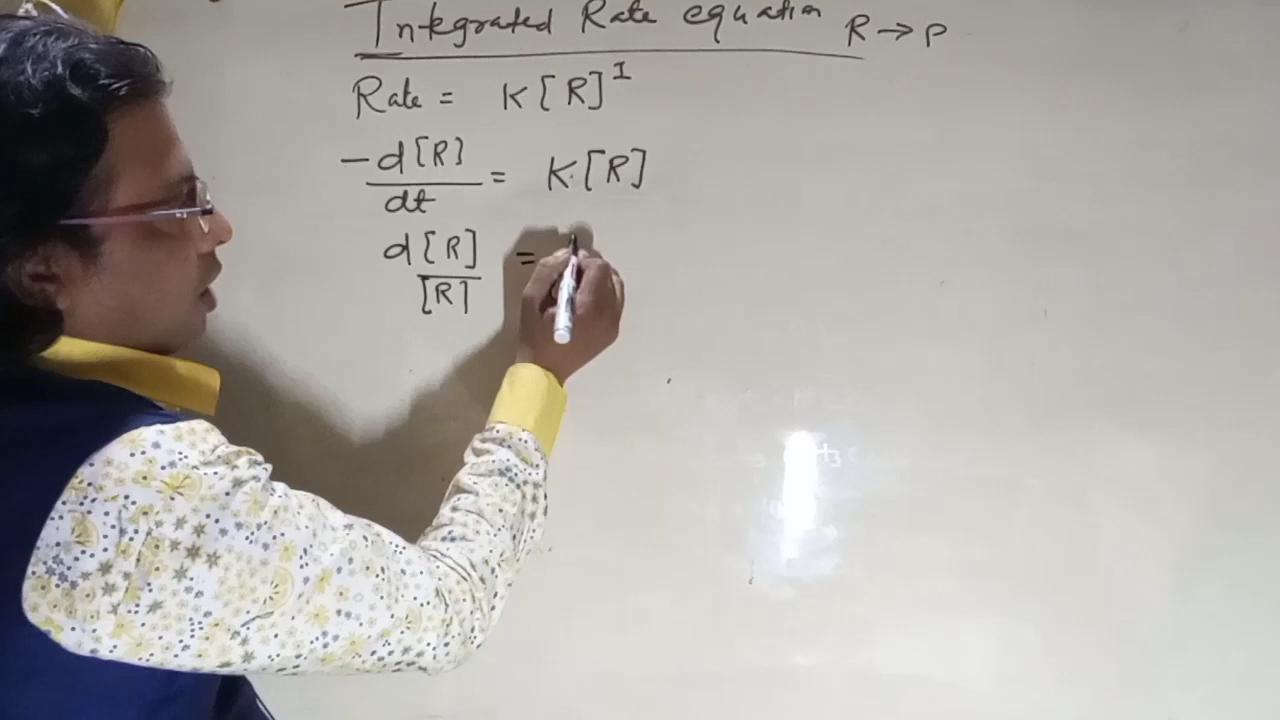 Integrated Rate equation R → P
Rate = K[R]¹
-d[R]/dt = K.[R]
d[R]/[R] =